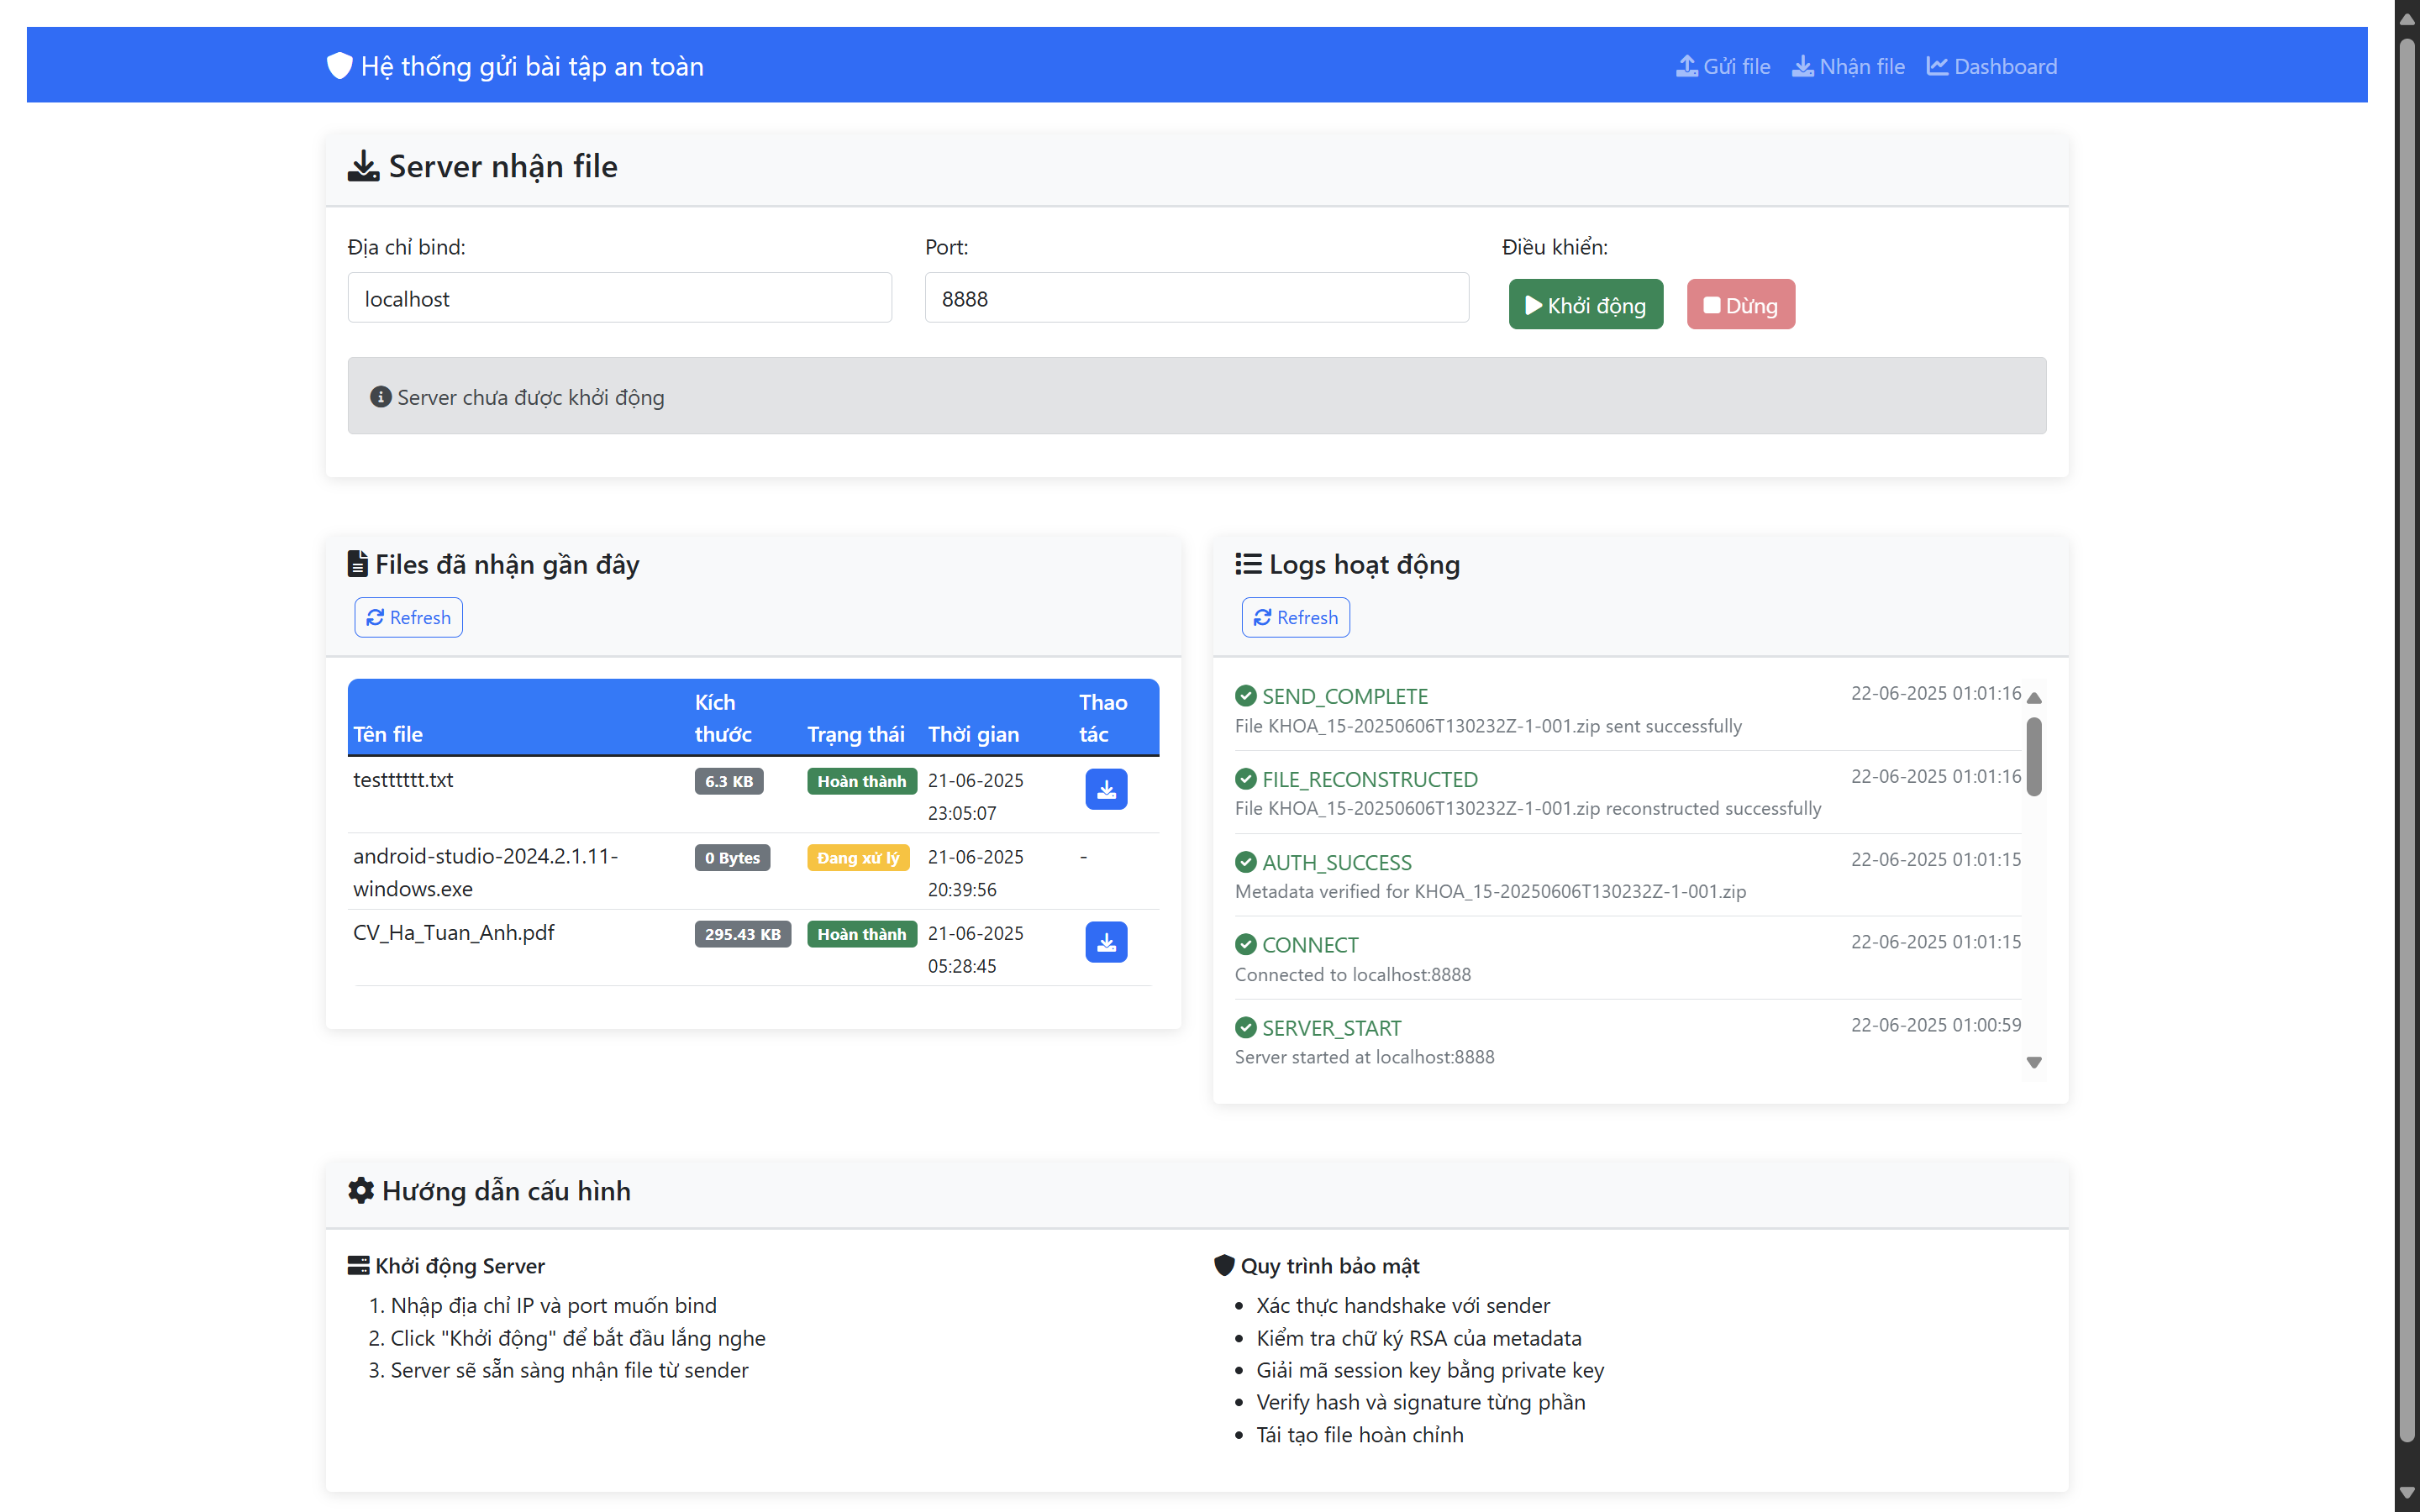 Hệ thống gửi bài tập an toàn
Gửi file
Nhận file
Dashboard
Server nhận file
Địa chỉ bind:
Port:
Điều khiển:
localhost
8888
Khởi động
Dừng
Server chưa được khởi động
Files đã nhận gần đây
Refresh
Tên file
Kích
thước
Trạng thái
Thời gian
Thao
tác
testttttt.txt
6.3 KB
Hoàn thành
21-06-2025
23:05:07
android-studio-2024.2.1.11-
windows.exe
0 Bytes
Đang xử lý
21-06-2025
20:39:56
-
CV_Ha_Tuan_Anh.pdf
295.43 KB
Hoàn thành
21-06-2025
05:28:45
Logs hoạt động
Refresh
SEND_COMPLETE
22-06-2025 01:01:16
File KHOA_15-20250606T130232Z-1-001.zip sent successfully
FILE_RECONSTRUCTED
22-06-2025 01:01:16
File KHOA_15-20250606T130232Z-1-001.zip reconstructed successfully
AUTH_SUCCESS
22-06-2025 01:01:15
Metadata verified for KHOA_15-20250606T130232Z-1-001.zip
CONNECT
22-06-2025 01:01:15
Connected to localhost:8888
SERVER_START
22-06-2025 01:00:59
Server started at localhost:8888
Hướng dẫn cấu hình
Khởi động Server
1. Nhập địa chỉ IP và port muốn bind
2. Click "Khởi động" để bắt đầu lắng nghe
3. Server sẽ sẵn sàng nhận file từ sender
Quy trình bảo mật
• Xác thực handshake với sender
• Kiểm tra chữ ký RSA của metadata
• Giải mã session key bằng private key
• Verify hash và signature từng phần
• Tái tạo file hoàn chỉnh